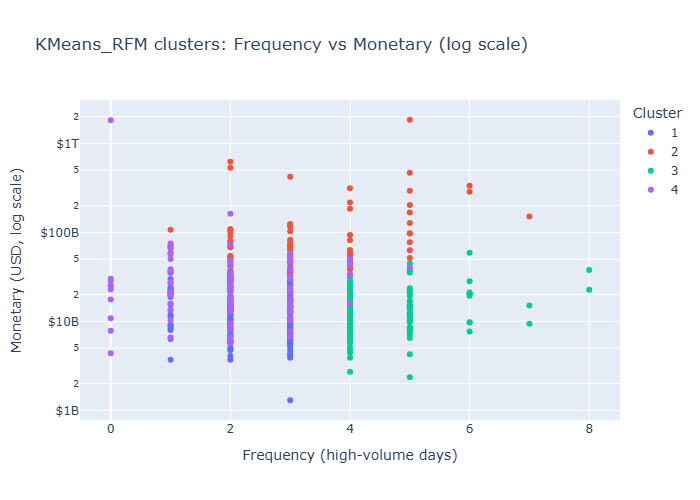 KMeans_RFM clusters: Frequency vs Monetary (log scale)
Cluster
1
2
3
4
Monetary (USD, log scale)
2
$1T
5
2
$100B
5
2
$10B
5
2
$1B
0 2 4 6 8
Frequency (high-volume days)